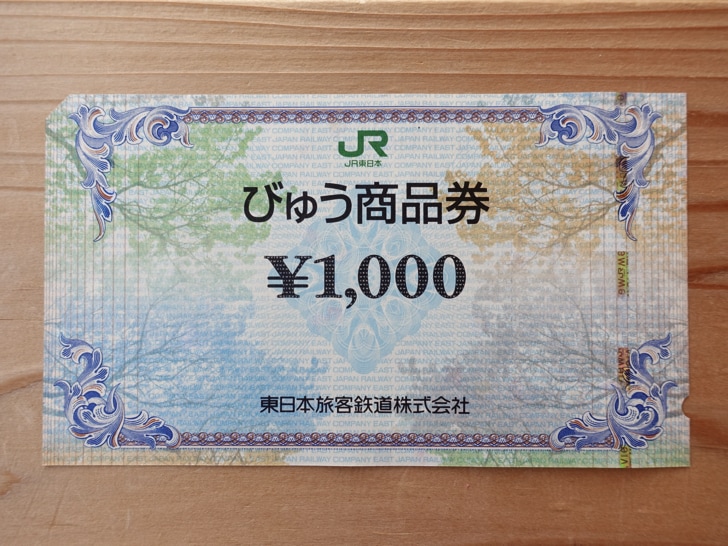 JR
JR東日本
びゅう商品券
¥1,000
東日本旅客鉄道株式会社